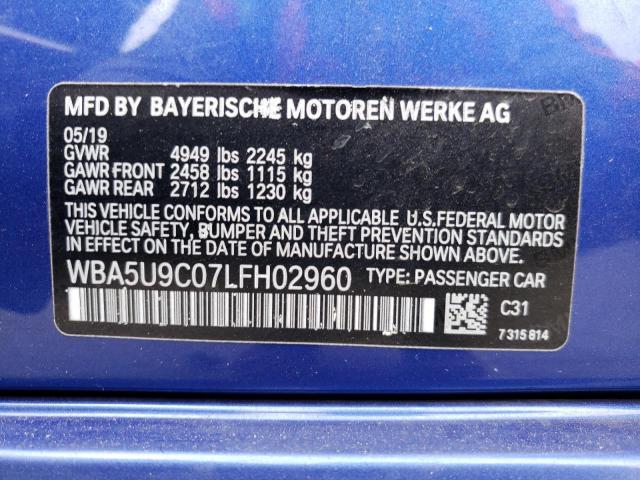 MFD BY BAYERISCHE MOTOREN WERKE AG
05/19
GVWR 4949 lbs 2245 kg
GAWR FRONT 2458 lbs 1115 kg
GAWR REAR 2712 lbs 1230 kg
THIS VEHICLE CONFORMS TO ALL APPLICABLE U.S.FEDERAL MOTOR
VEHICLE SAFETY, BUMPER AND THEFT PREVENTION STANDARDS
IN EFFECT ON THE DATE OF MANUFACTURE SHOWN ABOVE.
WBA5U9C07LFH02960 TYPE: PASSENGER CAR
C31
7315814